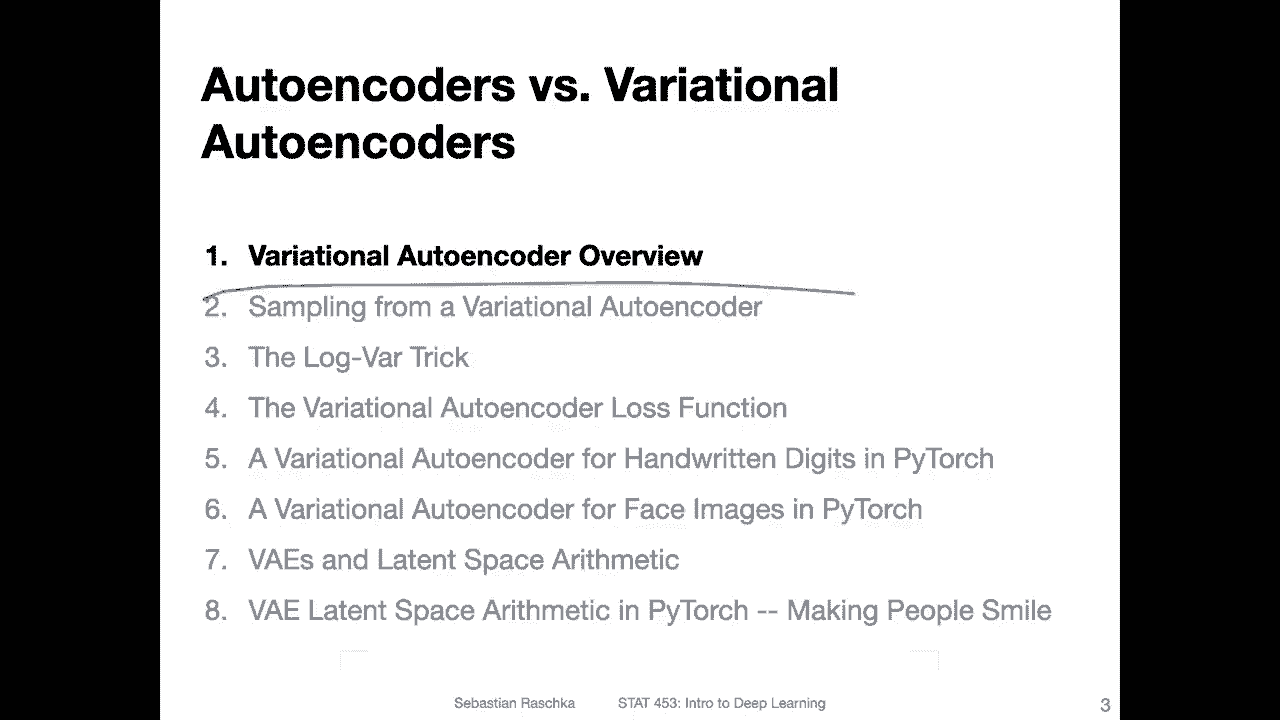 Autoencoders vs. Variational
Autoencoders
1. Variational Autoencoder Overview
2. Sampling from a Variational Autoencoder
3. The Log-Var Trick
4. The Variational Autoencoder Loss Function
5. A Variational Autoencoder for Handwritten Digits in PyTorch
6. A Variational Autoencoder for Face Images in PyTorch
7. VAEs and Latent Space Arithmetic
8. VAE Latent Space Arithmetic in PyTorch -- Making People Smile
Sebastian Raschka STAT 453: Intro to Deep Learning 3